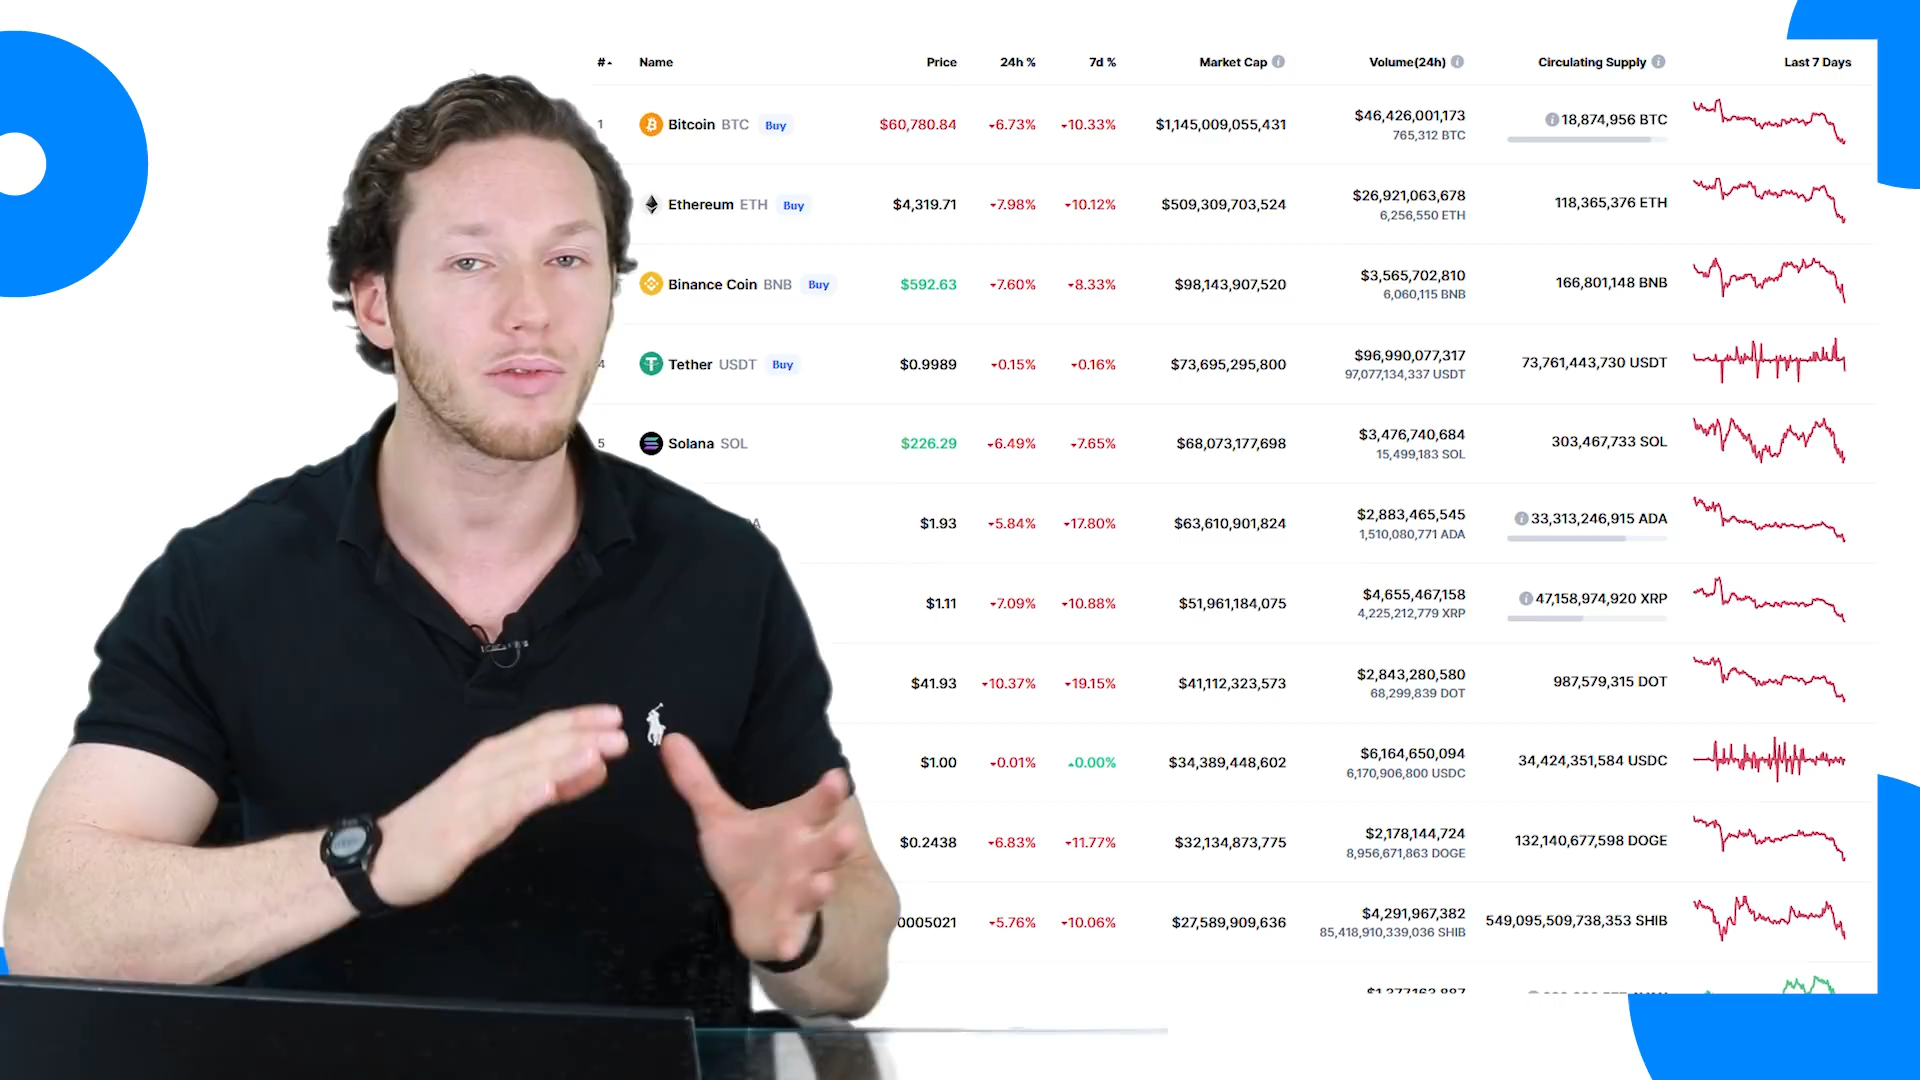 # Name Price 24h % 7d % Market Cap Volume(24h) Circulating Supply Last 7 Days
1 Bitcoin BTC Buy $60,780.84 6.73% 10.33% $1,145,009,055,431 $46,426,001,173 18,874,956 BTC
765,312 BTC
Ethereum ETH Buy $4,319.71 7.98% 10.12% $509,309,703,524 $26,921,063,678 118,365,376 ETH
6,256,550 ETH
Binance Coin BNB Buy $592.63 7.60% 8.33% $98,143,907,520 $3,565,702,810 166,801,148 BNB
6,060,115 BNB
4 Tether USDT Buy $0.9989 0.15% 0.16% $73,695,295,800 $96,990,077,317 73,761,443,730 USDT
97,077,134,337 USDT
5 Solana SOL $226.29 6.49% 7.65% $68,073,177,698 $3,476,740,684 303,467,733 SOL
15,499,183 SOL
$1.93 5.84% 17.80% $63,610,901,824 $2,883,465,545 33,313,246,915 ADA
1,510,080,771 ADA
$1.11 7.09% 10.88% $51,961,184,075 $4,655,467,158 47,158,974,920 XRP
4,225,212,779 XRP
$41.93 10.37% 19.15% $41,112,323,573 $2,843,280,580 987,579,315 DOT
68,299,839 DOT
$1.00 0.01% 0.00% $34,389,448,602 $6,164,650,094 34,424,351,584 USDC
6,170,906,800 USDC
$0.2438 6.83% 11.77% $32,134,873,775 $2,178,144,724 132,140,677,598 DOGE
8,956,671,863 DOGE
0005021 5.76% 10.06% $27,589,909,636 $4,291,967,382 549,095,509,738,353 SHIB
85,418,910,339,036 SHIB